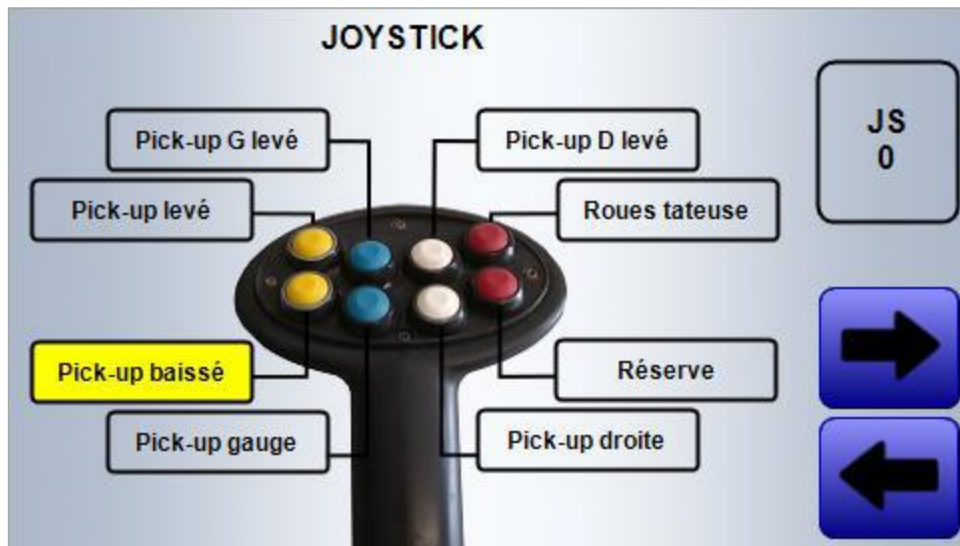 JOYSTICK
JS
0
Pick-up G levé
Pick-up D levé
Pick-up levé
Roues tateuse
Pick-up baissé
Réserve
Pick-up gauge
Pick-up droite